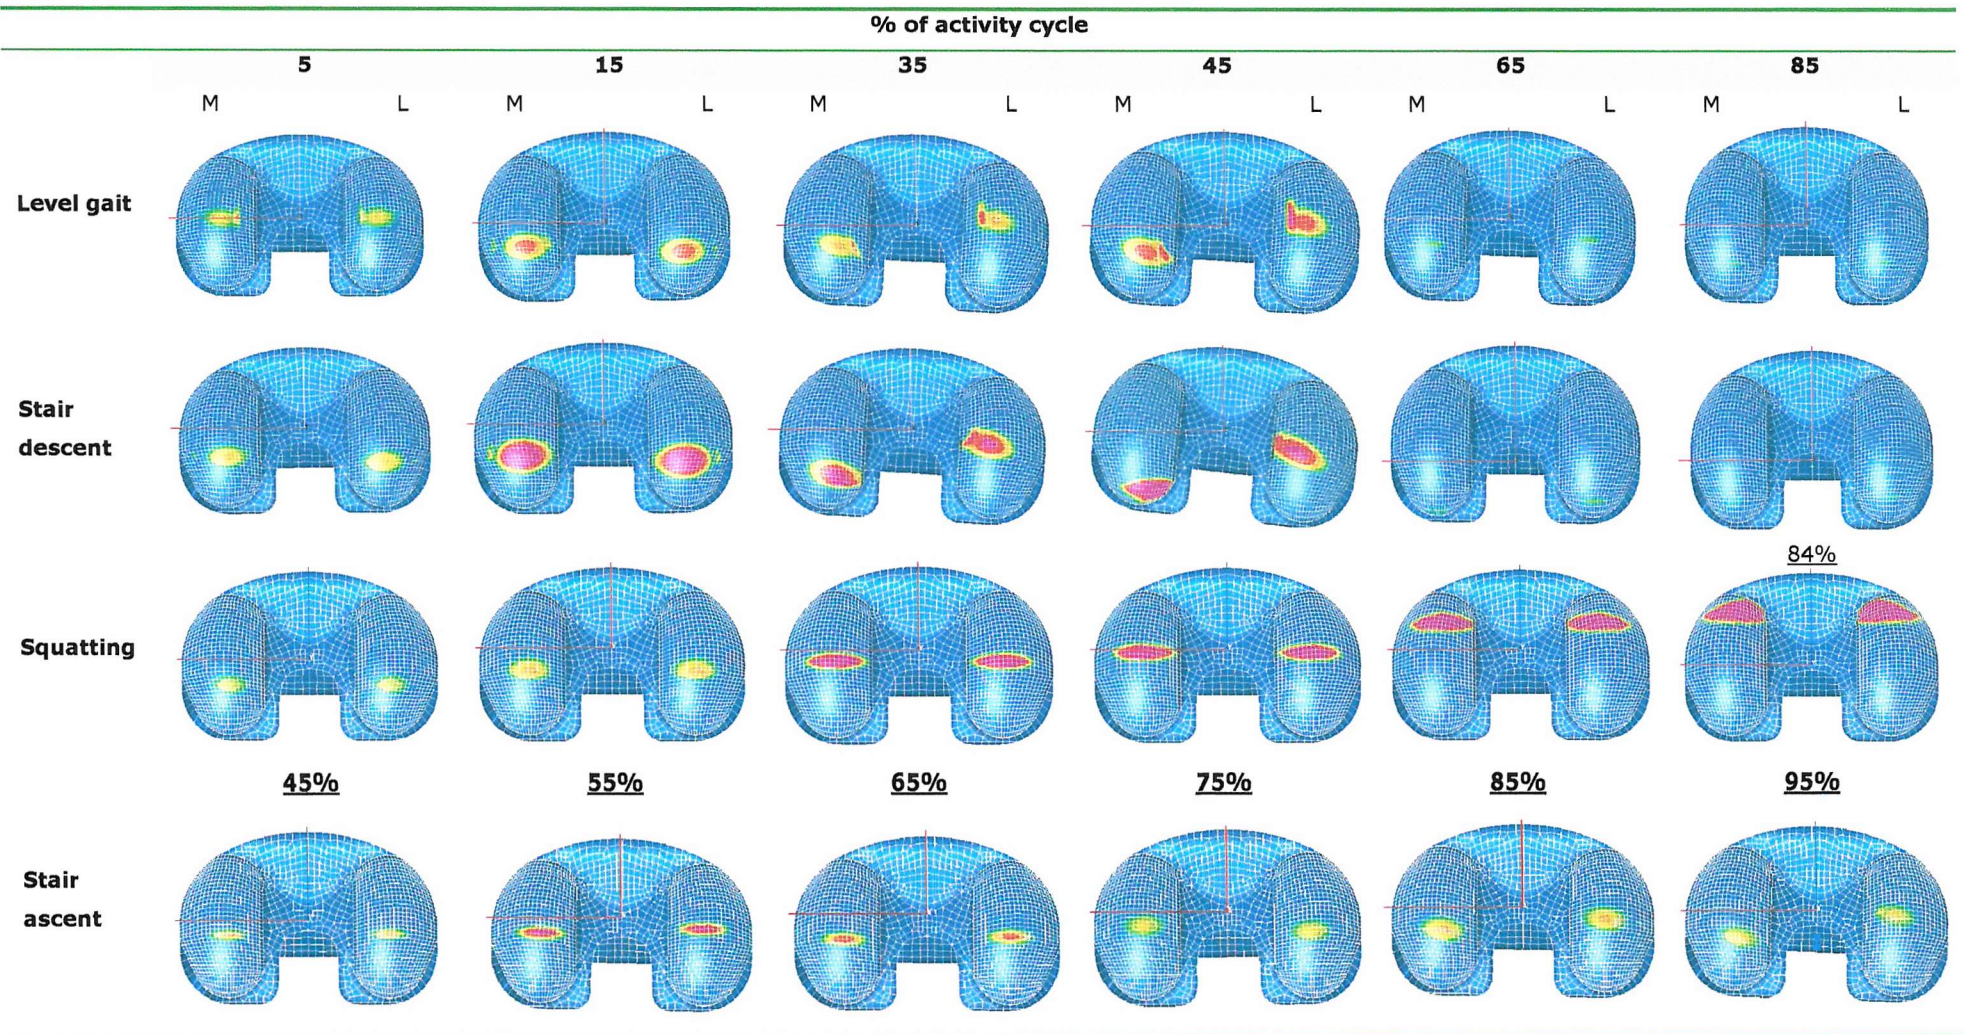 % of activity cycle
5 15 35 45 65 85
M L M L M L M L M L M L
Level gait
Stair
descent
84%
Squatting
45% 55% 65% 75% 85% 95%
Stair
ascent